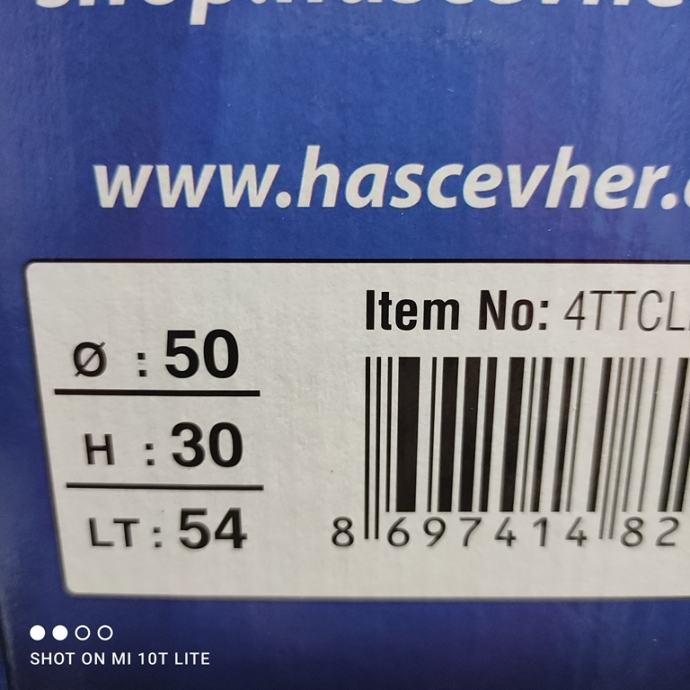 www.hascevher.
Item No: 4TTCL
Ø : 50
H : 30
LT : 54
8 697414 82
SHOT ON MI 10T LITE